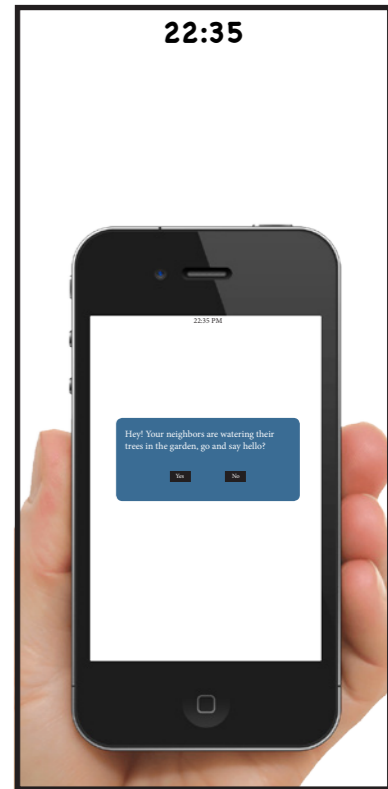 22:35
22:35 PM
Hey! Your neighbors are watering their
trees in the garden, go and say hello?
Yes No